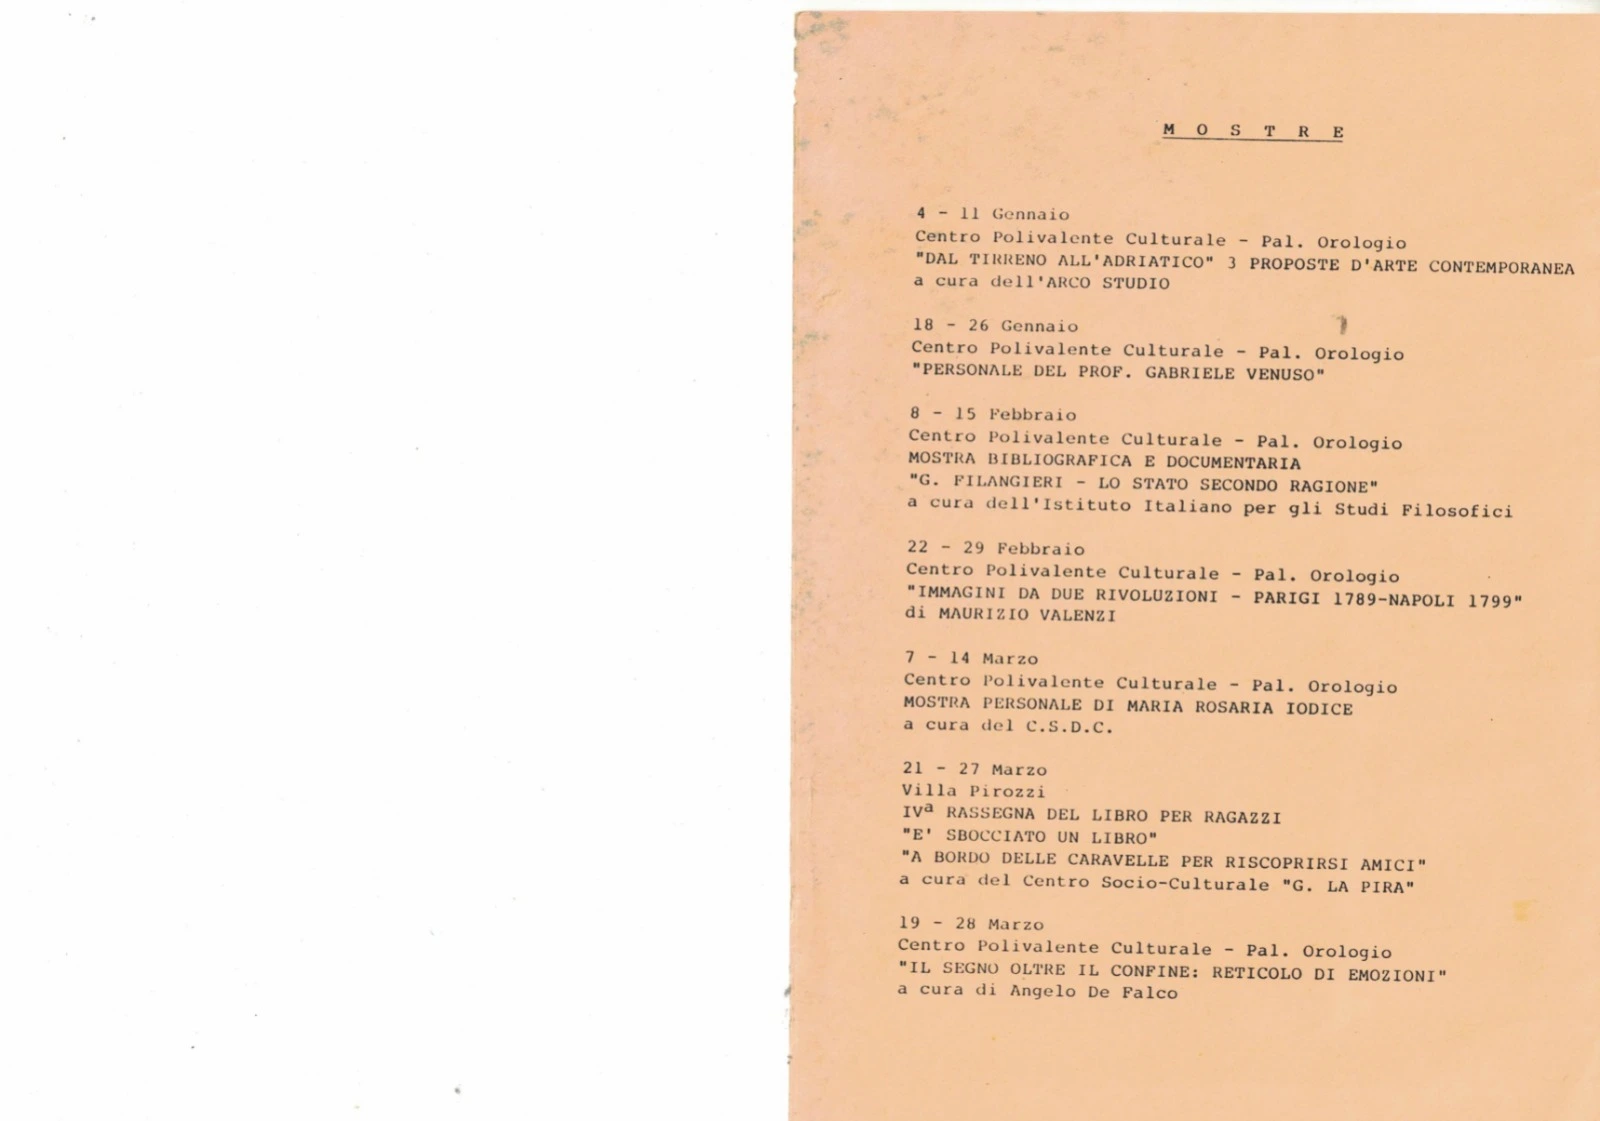 M O S T R E
4 - 11 Gennaio
Centro Polivalente Culturale - Pal. Orologio
"DAL TIRRENO ALL'ADRIATICO" 3 PROPOSTE D'ARTE CONTEMPORANEA
a cura dell'ARCO STUDIO
18 - 26 Gennaio
Centro Polivalente Culturale - Pal. Orologio
"PERSONALE DEL PROF. GABRIELE VENUSO"
8 - 15 Febbraio
Centro Polivalente Culturale - Pal. Orologio
MOSTRA BIBLIOGRAFICA E DOCUMENTARIA
"G. FILANGIERI - LO STATO SECONDO RAGIONE"
a cura dell'Istituto Italiano per gli Studi Filosofici
22 - 29 Febbraio
Centro Polivalente Culturale - Pal. Orologio
"IMMAGINI DA DUE RIVOLUZIONI - PARIGI 1789-NAPOLI 1799"
di MAURIZIO VALENZI
7 - 14 Marzo
Centro Polivalente Culturale - Pal. Orologio
MOSTRA PERSONALE DI MARIA ROSARIA IODICE
a cura del C.S.D.C.
21 - 27 Marzo
Villa Pirozzi
IVª RASSEGNA DEL LIBRO PER RAGAZZI
"E' SBOCCIATO UN LIBRO"
"A BORDO DELLE CARAVELLE PER RISCOPRIRSI AMICI"
a cura del Centro Socio-Culturale "G. LA PIRA"
19 - 28 Marzo
Centro Polivalente Culturale - Pal. Orologio
"IL SEGNO OLTRE IL CONFINE: RETICOLO DI EMOZIONI"
a cura di Angelo De Falco